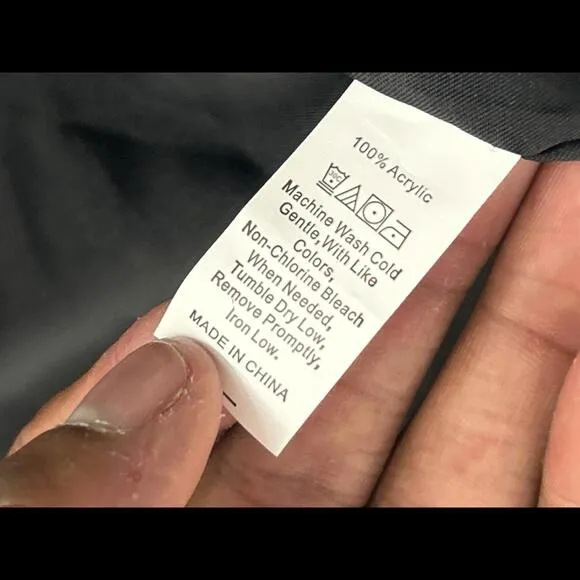 100% Acrylic
30C
Machine Wash Cold
Gentle, With Like
Colors,
Non-Chlorine Bleach
When Needed,
Tumble Dry Low,
Remove Promptly,
Iron Low.
MADE IN CHINA